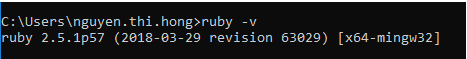 C:\Users\nguyen.thi.hong>ruby -v
ruby 2.5.1p57 (2018-03-29 revision 63029) [x64-mingw32]